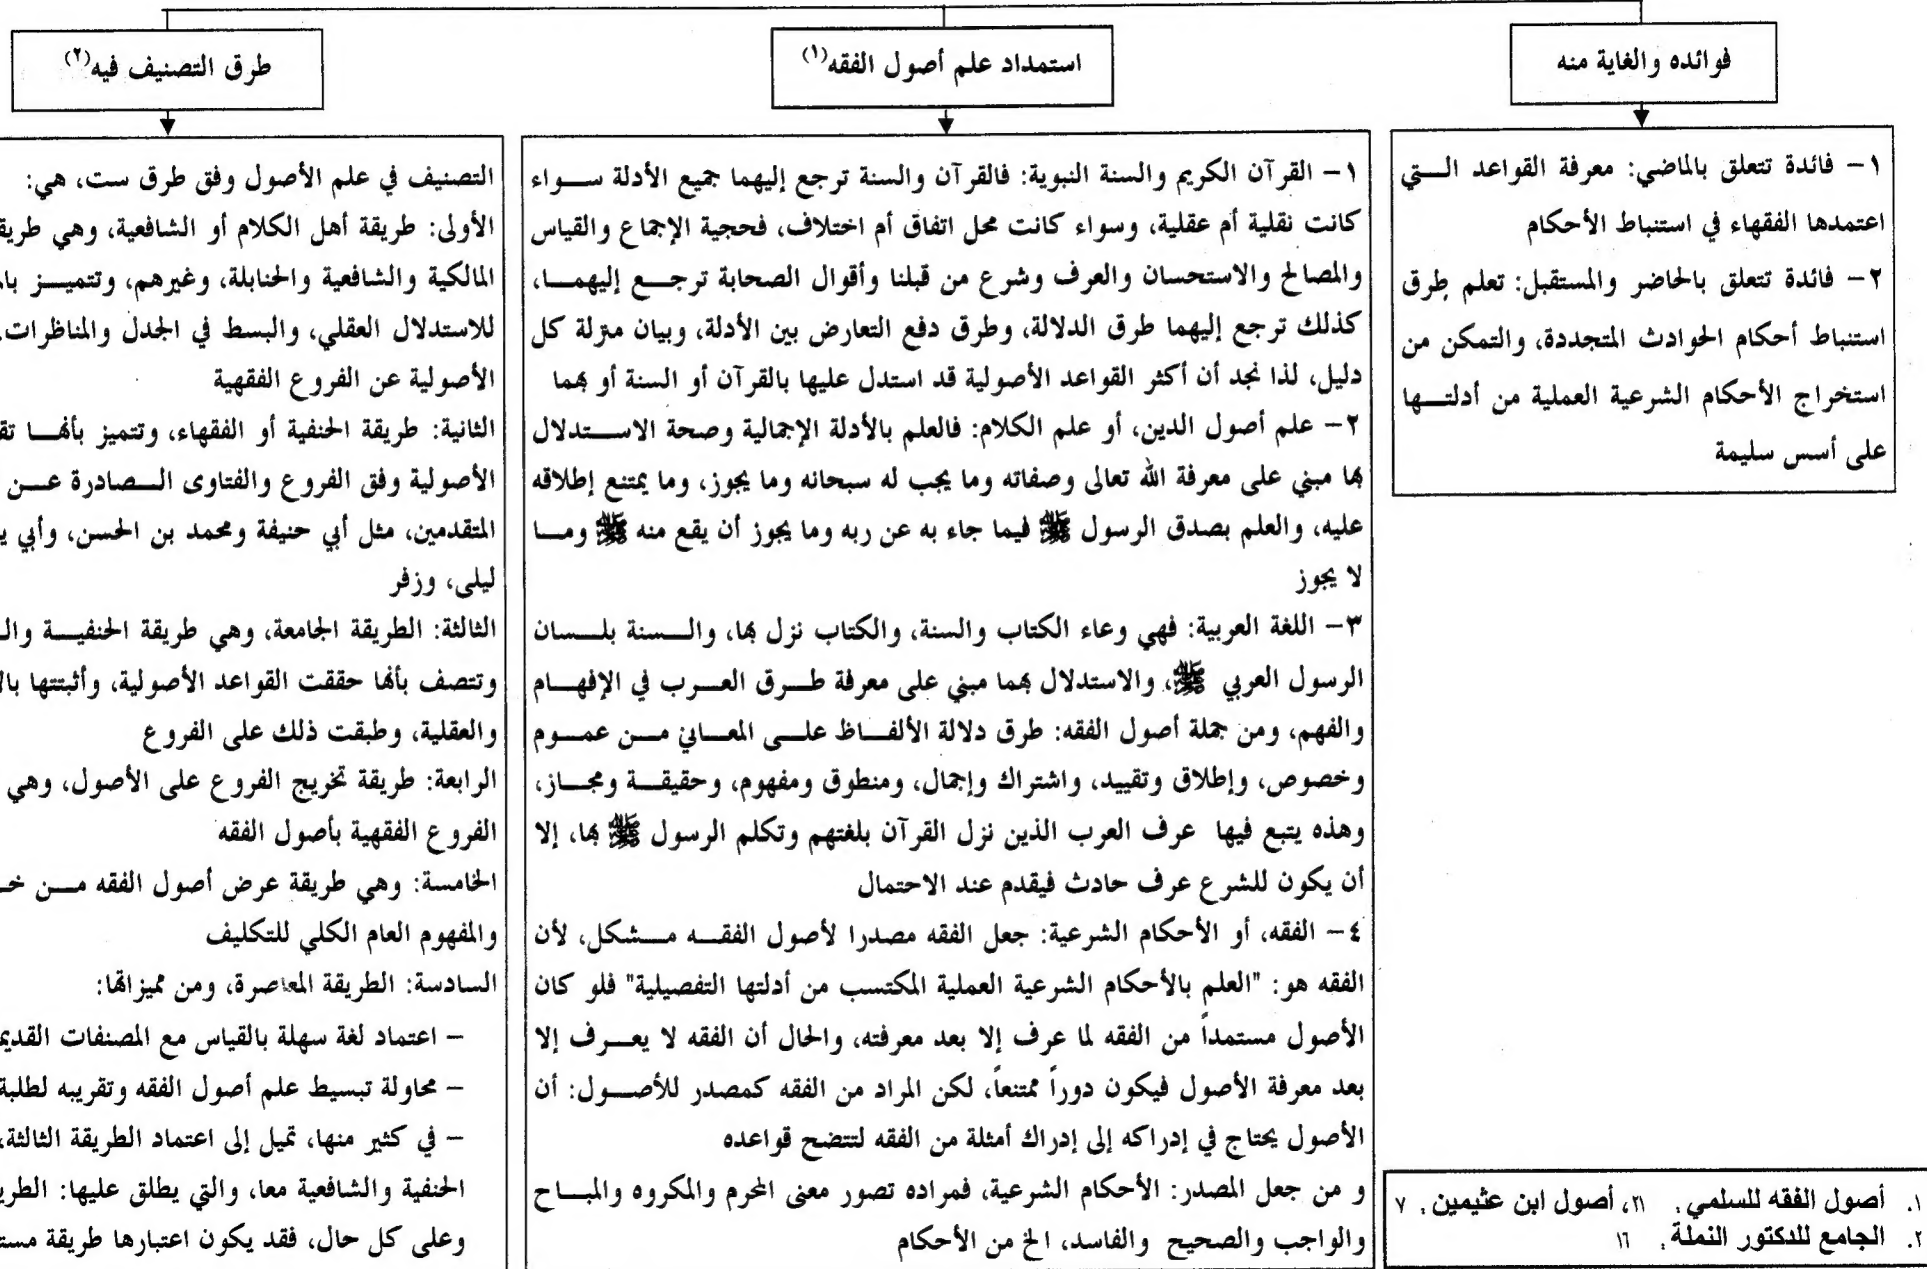 فوائده والغاية منه
١– فائدة تتعلق بالماضي: معرفة القواعد التي
اعتمدها الفقهاء في استنباط الأحكام
٢– فائدة تتعلق بالحاضر والمستقبل: تعلم طرق
استنباط أحكام الحوادث المتجددة، والتمكن من
استخراج الأحكام الشرعية العملية من أدلتها
على أسس سليمة
استمداد علم أصول الفقه(١)
١– القرآن الكريم والسنة النبوية: فالقرآن والسنة ترجع إليهما جميع الأدلة سواء
كانت نقلية أم عقلية، وسواء كانت محل اتفاق أم اختلاف، فحجية الإجماع والقياس
والمصالح والاستحسان والعرف وشرع من قبلنا وأقوال الصحابة ترجع إليهما،
كذلك ترجع إليهما طرق الدلالة، وطرق دفع التعارض بين الأدلة، وبيان منزلة كل
دليل، لذا نجد أن أكثر القواعد الأصولية قد استدل عليها بالقرآن أو السنة أو بهما
٢– علم أصول الدين، أو علم الكلام: فالعلم بالأدلة الإجمالية وصحة الاستدلال
بها مبني على معرفة الله تعالى وصفاته وما يجب له سبحانه وما يجوز، وما يمتنع إطلاقه
عليه، والعلم بصدق الرسول ﷺ فيما جاء به عن ربه وما يجوز أن يقع منه ﷺ وما
لا يجوز
٣– اللغة العربية: فهي وعاء الكتاب والسنة، والكتاب نزل بها، والسنة بلسان
الرسول العربي ﷺ، والاستدلال بهما مبني على معرفة طرق العرب في الإفهام
والفهم، ومن جملة أصول الفقه: طرق دلالة الألفاظ على المعاني من عموم
وخصوص، وإطلاق وتقييد، واشتراك وإجمال، ومنطوق ومفهوم، وحقيقة ومجاز،
وهذه يتبع فيها عرف العرب الذين نزل القرآن بلغتهم وتكلم الرسول ﷺ بها، إلا
أن يكون للشرع عرف حادث فيقدم عند الاحتمال
٤– الفقه، أو الأحكام الشرعية: جعل الفقه مصدرا لأصول الفقه مشكل، لأن
الفقه هو: "العلم بالأحكام الشرعية العملية المكتسب من أدلتها التفصيلية" فلو كان
الأصول مستمداً من الفقه لما عرف إلا بعد معرفته، والحال أن الفقه لا يعرف إلا
بعد معرفة الأصول فيكون دوراً ممتنعاً، لكن المراد من الفقه كمصدر للأصول: أن
الأصول يحتاج في إدراكه إلى إدراك أمثلة من الفقه لتتضح قواعده
و من جعل المصدر: الأحكام الشرعية، فمراده تصور معنى المحرم والمكروه والمباح
والواجب والصحيح والفاسد، الخ من الأحكام
طرق التصنيف فيه(٢)
التصنيف في علم الأصول وفق طرق ست، هي:
الأولى: طريقة أهل الكلام أو الشافعية، وهي طريق
المالكية والشافعية والحنابلة، وغيرهم، وتتميز با
للاستدلال العقلي، والبسط في الجدل والمناظرات
الأصولية عن الفروع الفقهية
الثانية: طريقة الحنفية أو الفقهاء، وتتميز بأنها تق
الأصولية وفق الفروع والفتاوى الصادرة عن
المتقدمين، مثل أبي حنيفة ومحمد بن الحسن، وأبي ي
ليلى، وزفر
الثالثة: الطريقة الجامعة، وهي طريقة الحنفية وال
وتتصف بأنها حققت القواعد الأصولية، وأثبتتها بال
والعقلية، وطبقت ذلك على الفروع
الرابعة: طريقة تخريج الفروع على الأصول، وهي
الفروع الفقهية بأصول الفقه
الخامسة: وهي طريقة عرض أصول الفقه من خـ
والمفهوم العام الكلي للتكليف
السادسة: الطريقة المعاصرة، ومن مميزاتها:
– اعتماد لغة سهلة بالقياس مع المصنفات القديم
– محاولة تبسيط علم أصول الفقه وتقريبه لطلبة
– في كثير منها، تميل إلى اعتماد الطريقة الثالثة،
الحنفية والشافعية معا، والتي يطلق عليها: الطري
وعلى كل حال، فقد يكون اعتبارها طريقة مست
١. أصول الفقه للسلمي. ٢١، أصول ابن عثيمين. ٧
٢. الجامع للدكتور النملة. ١٦